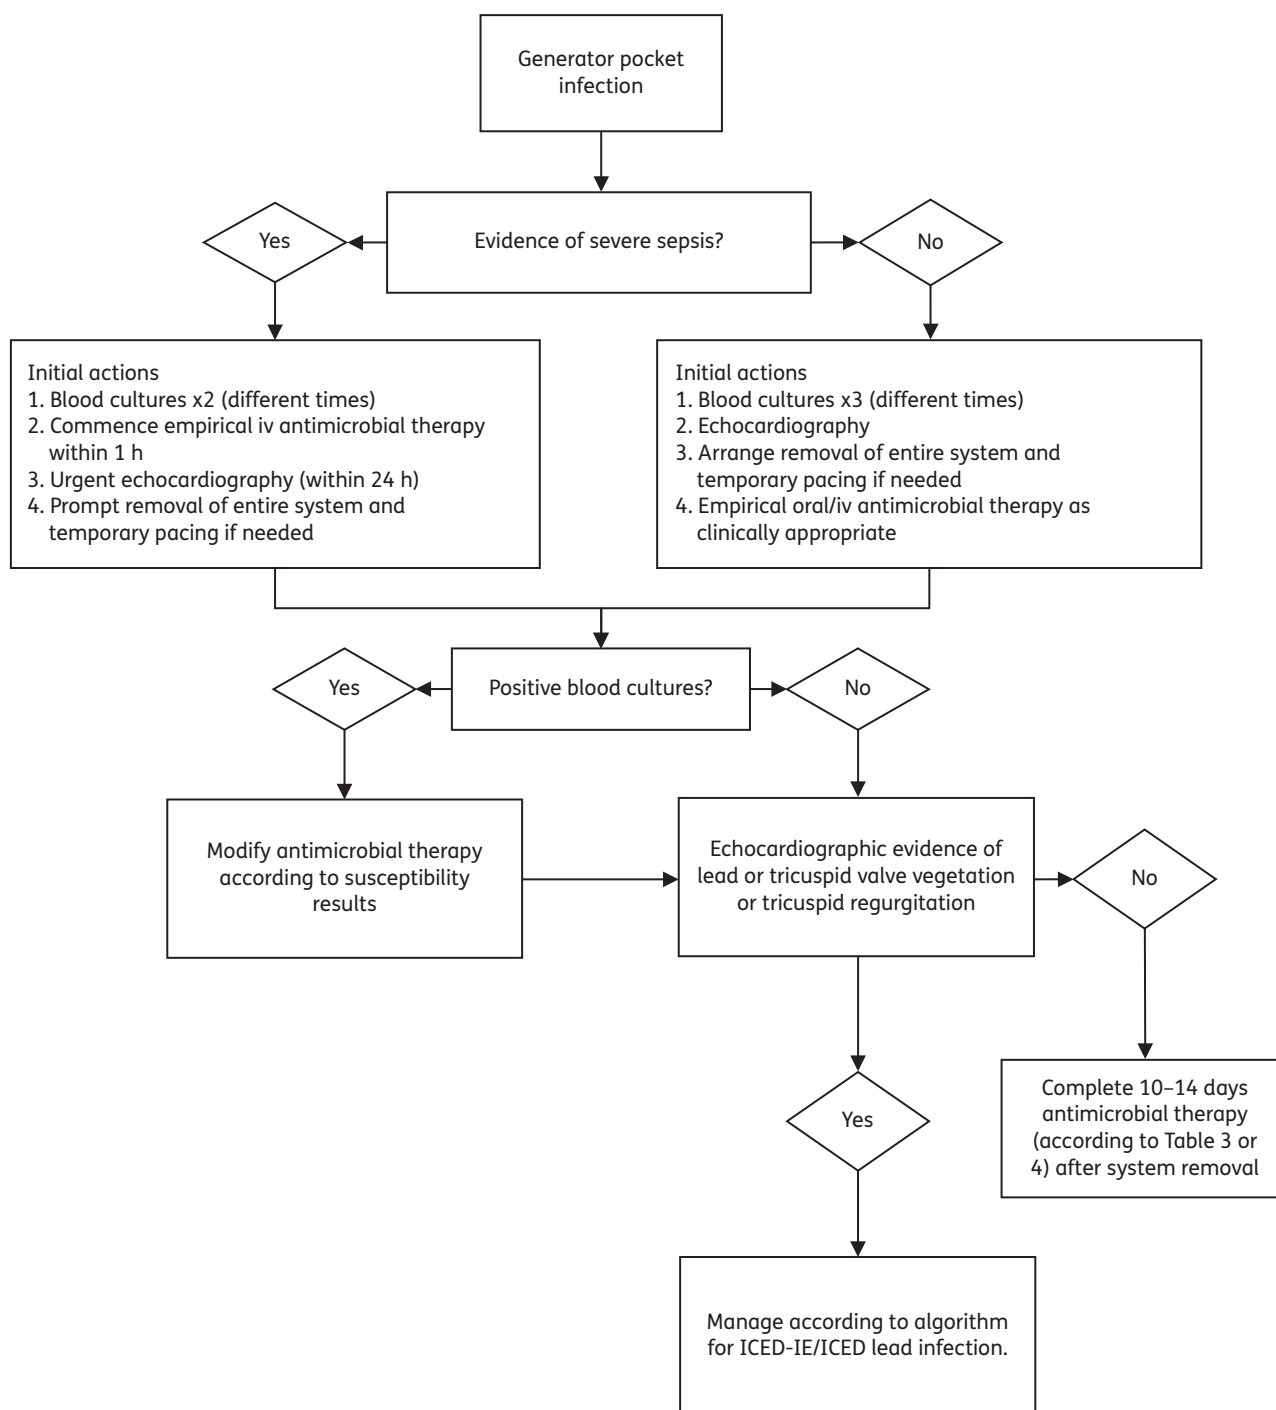 Generator pocket
infection
Yes
Evidence of severe sepsis?
No
Initial actions
1. Blood cultures x2 (different times)
2. Commence empirical iv antimicrobial therapy
within 1 h
3. Urgent echocardiography (within 24 h)
4. Prompt removal of entire system and
temporary pacing if needed
Initial actions
1. Blood cultures x3 (different times)
2. Echocardiography
3. Arrange removal of entire system and
temporary pacing if needed
4. Empirical oral/iv antimicrobial therapy as
clinically appropriate
Yes
Positive blood cultures?
No
Modify antimicrobial therapy
according to susceptibility
results
Echocardiographic evidence of
lead or tricuspid valve vegetation
or tricuspid regurgitation
No
Yes
Complete 10–14 days
antimicrobial therapy
(according to Table 3 or
4) after system removal
Manage according to algorithm
for ICED-IE/ICED lead infection.